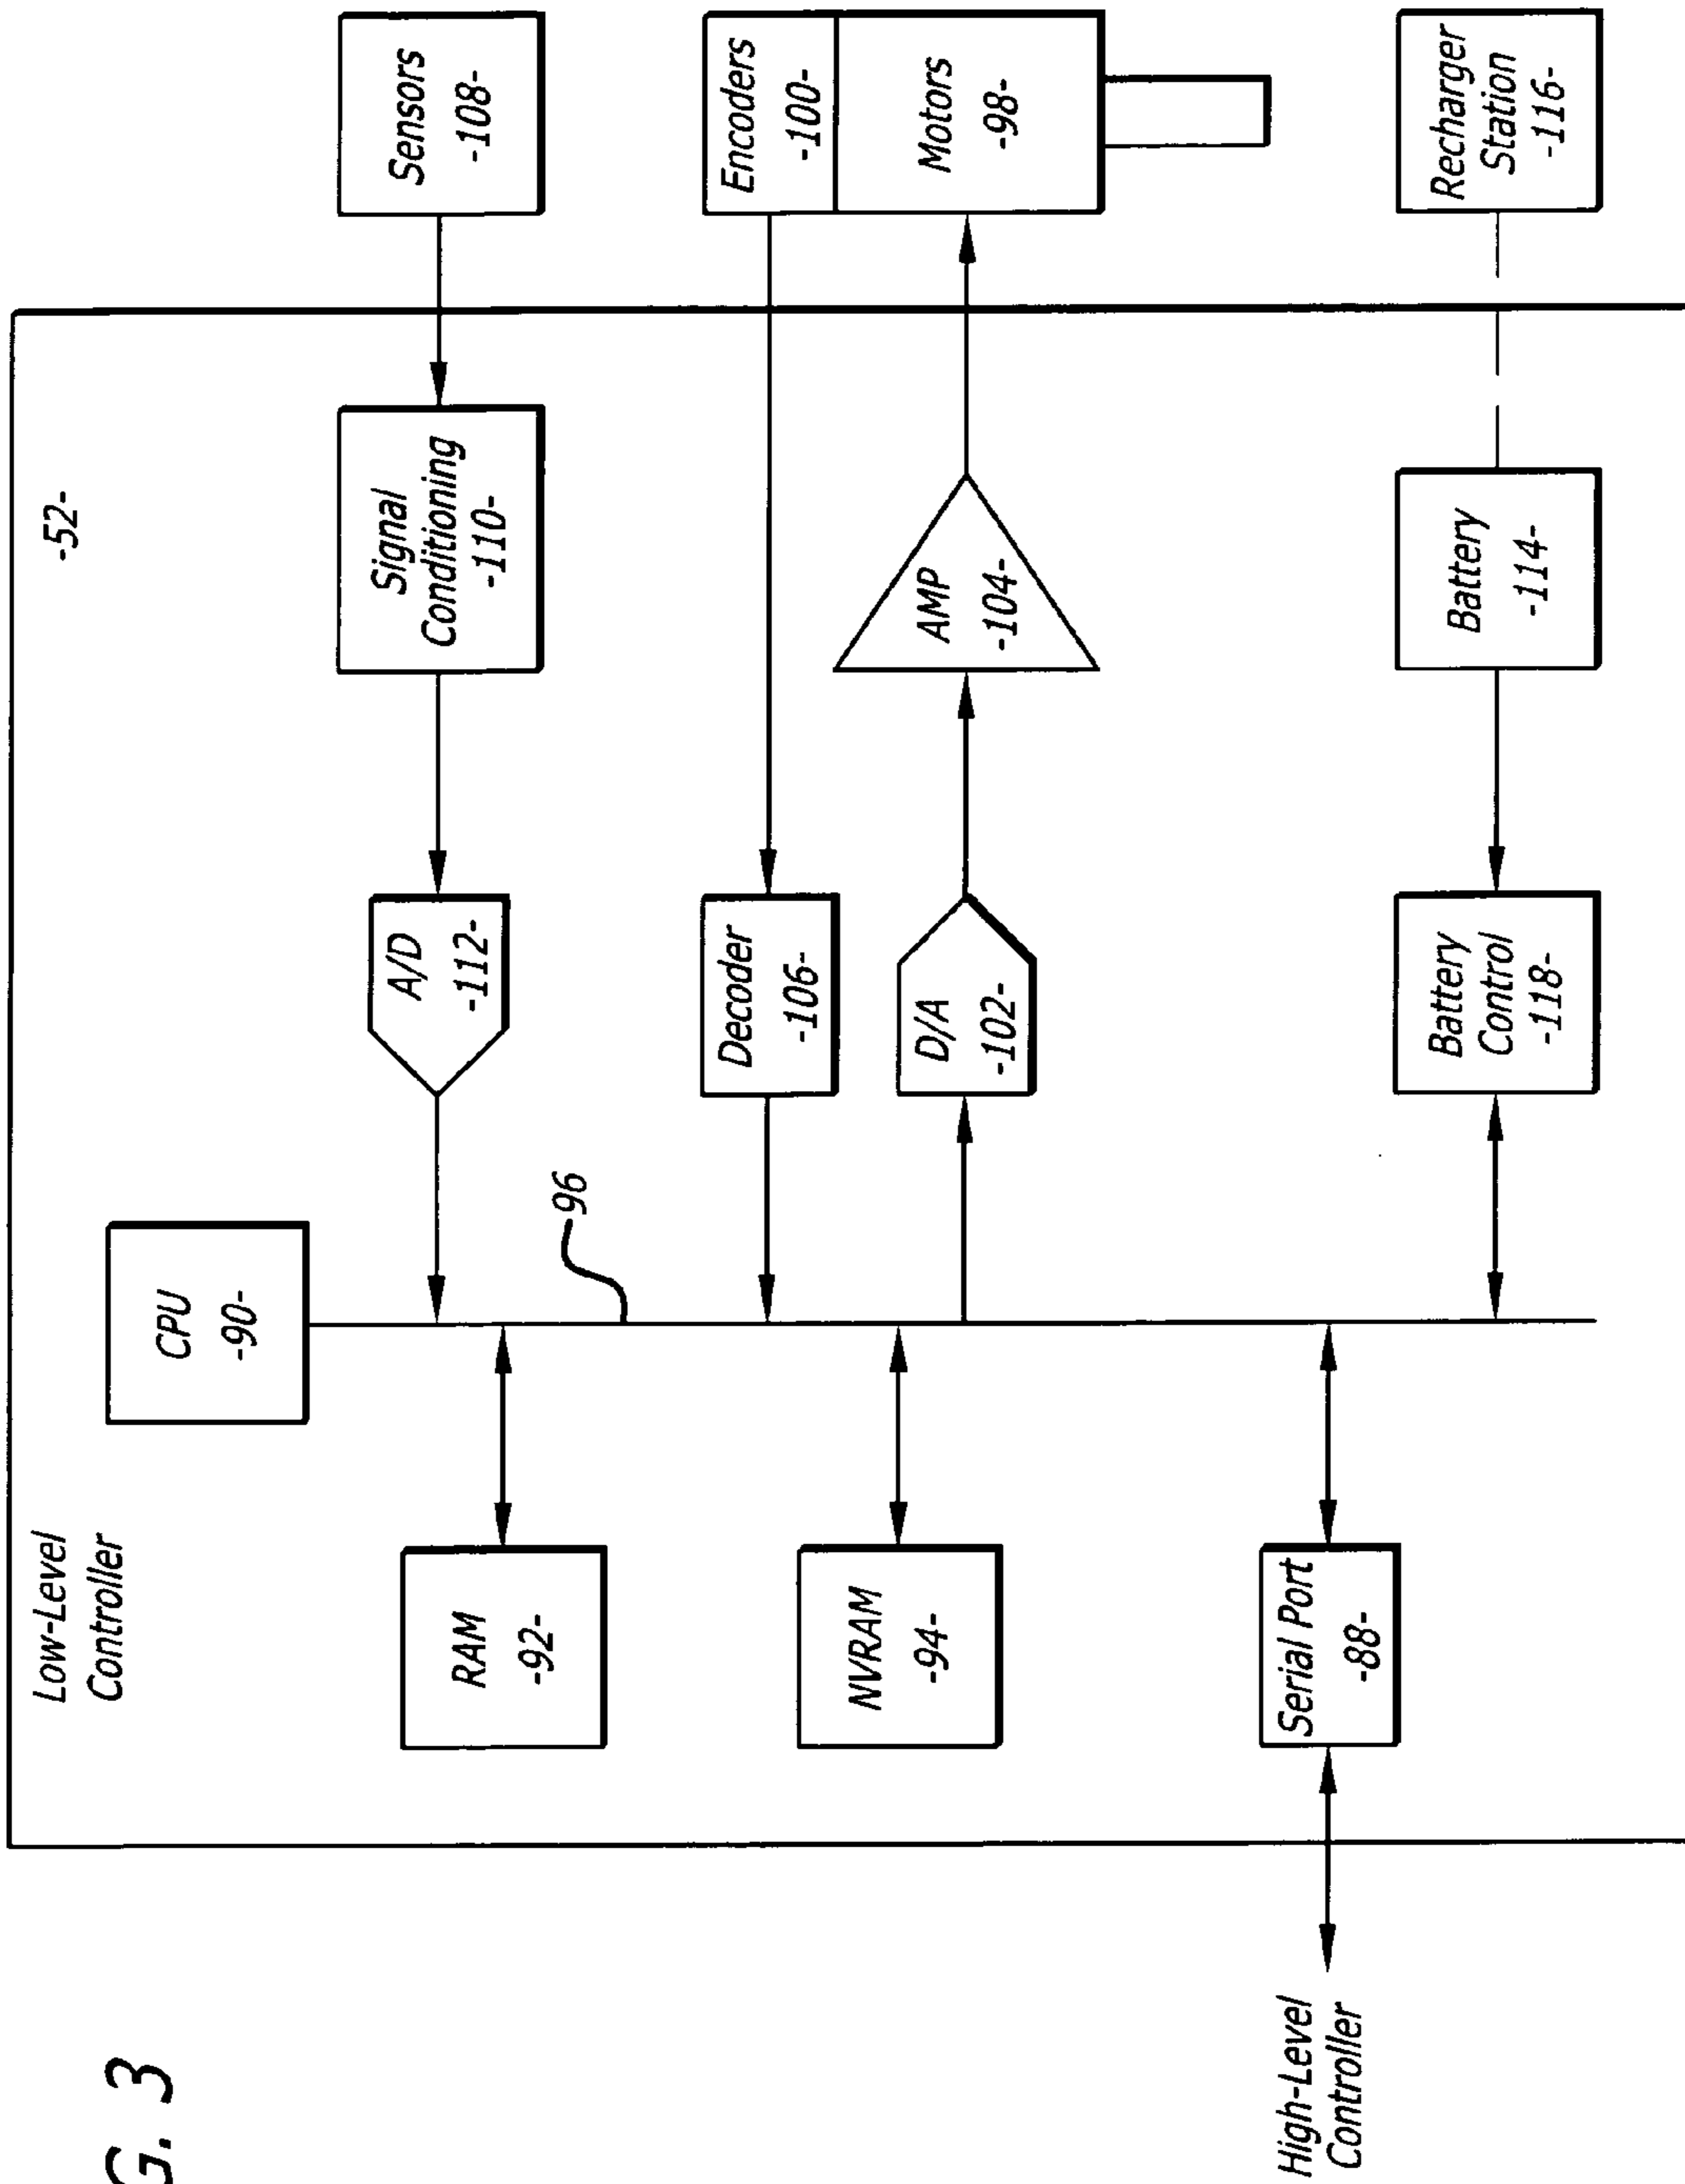 G. 3
Low-Level
Controller
-52-
CPU
-90-
RAM
-92-
NVRAM
-94-
Serial Port
-88-
High-Level
Controller
96
A/D
-112-
Signal
Conditioning
-110-
Sensors
-108-
Decoder
-106-
Encoders
-100-
D/A
-102-
AMP
-104-
Motors
-98-
Battery
Control
-118-
Battery
-114-
Recharger
Station
-116-